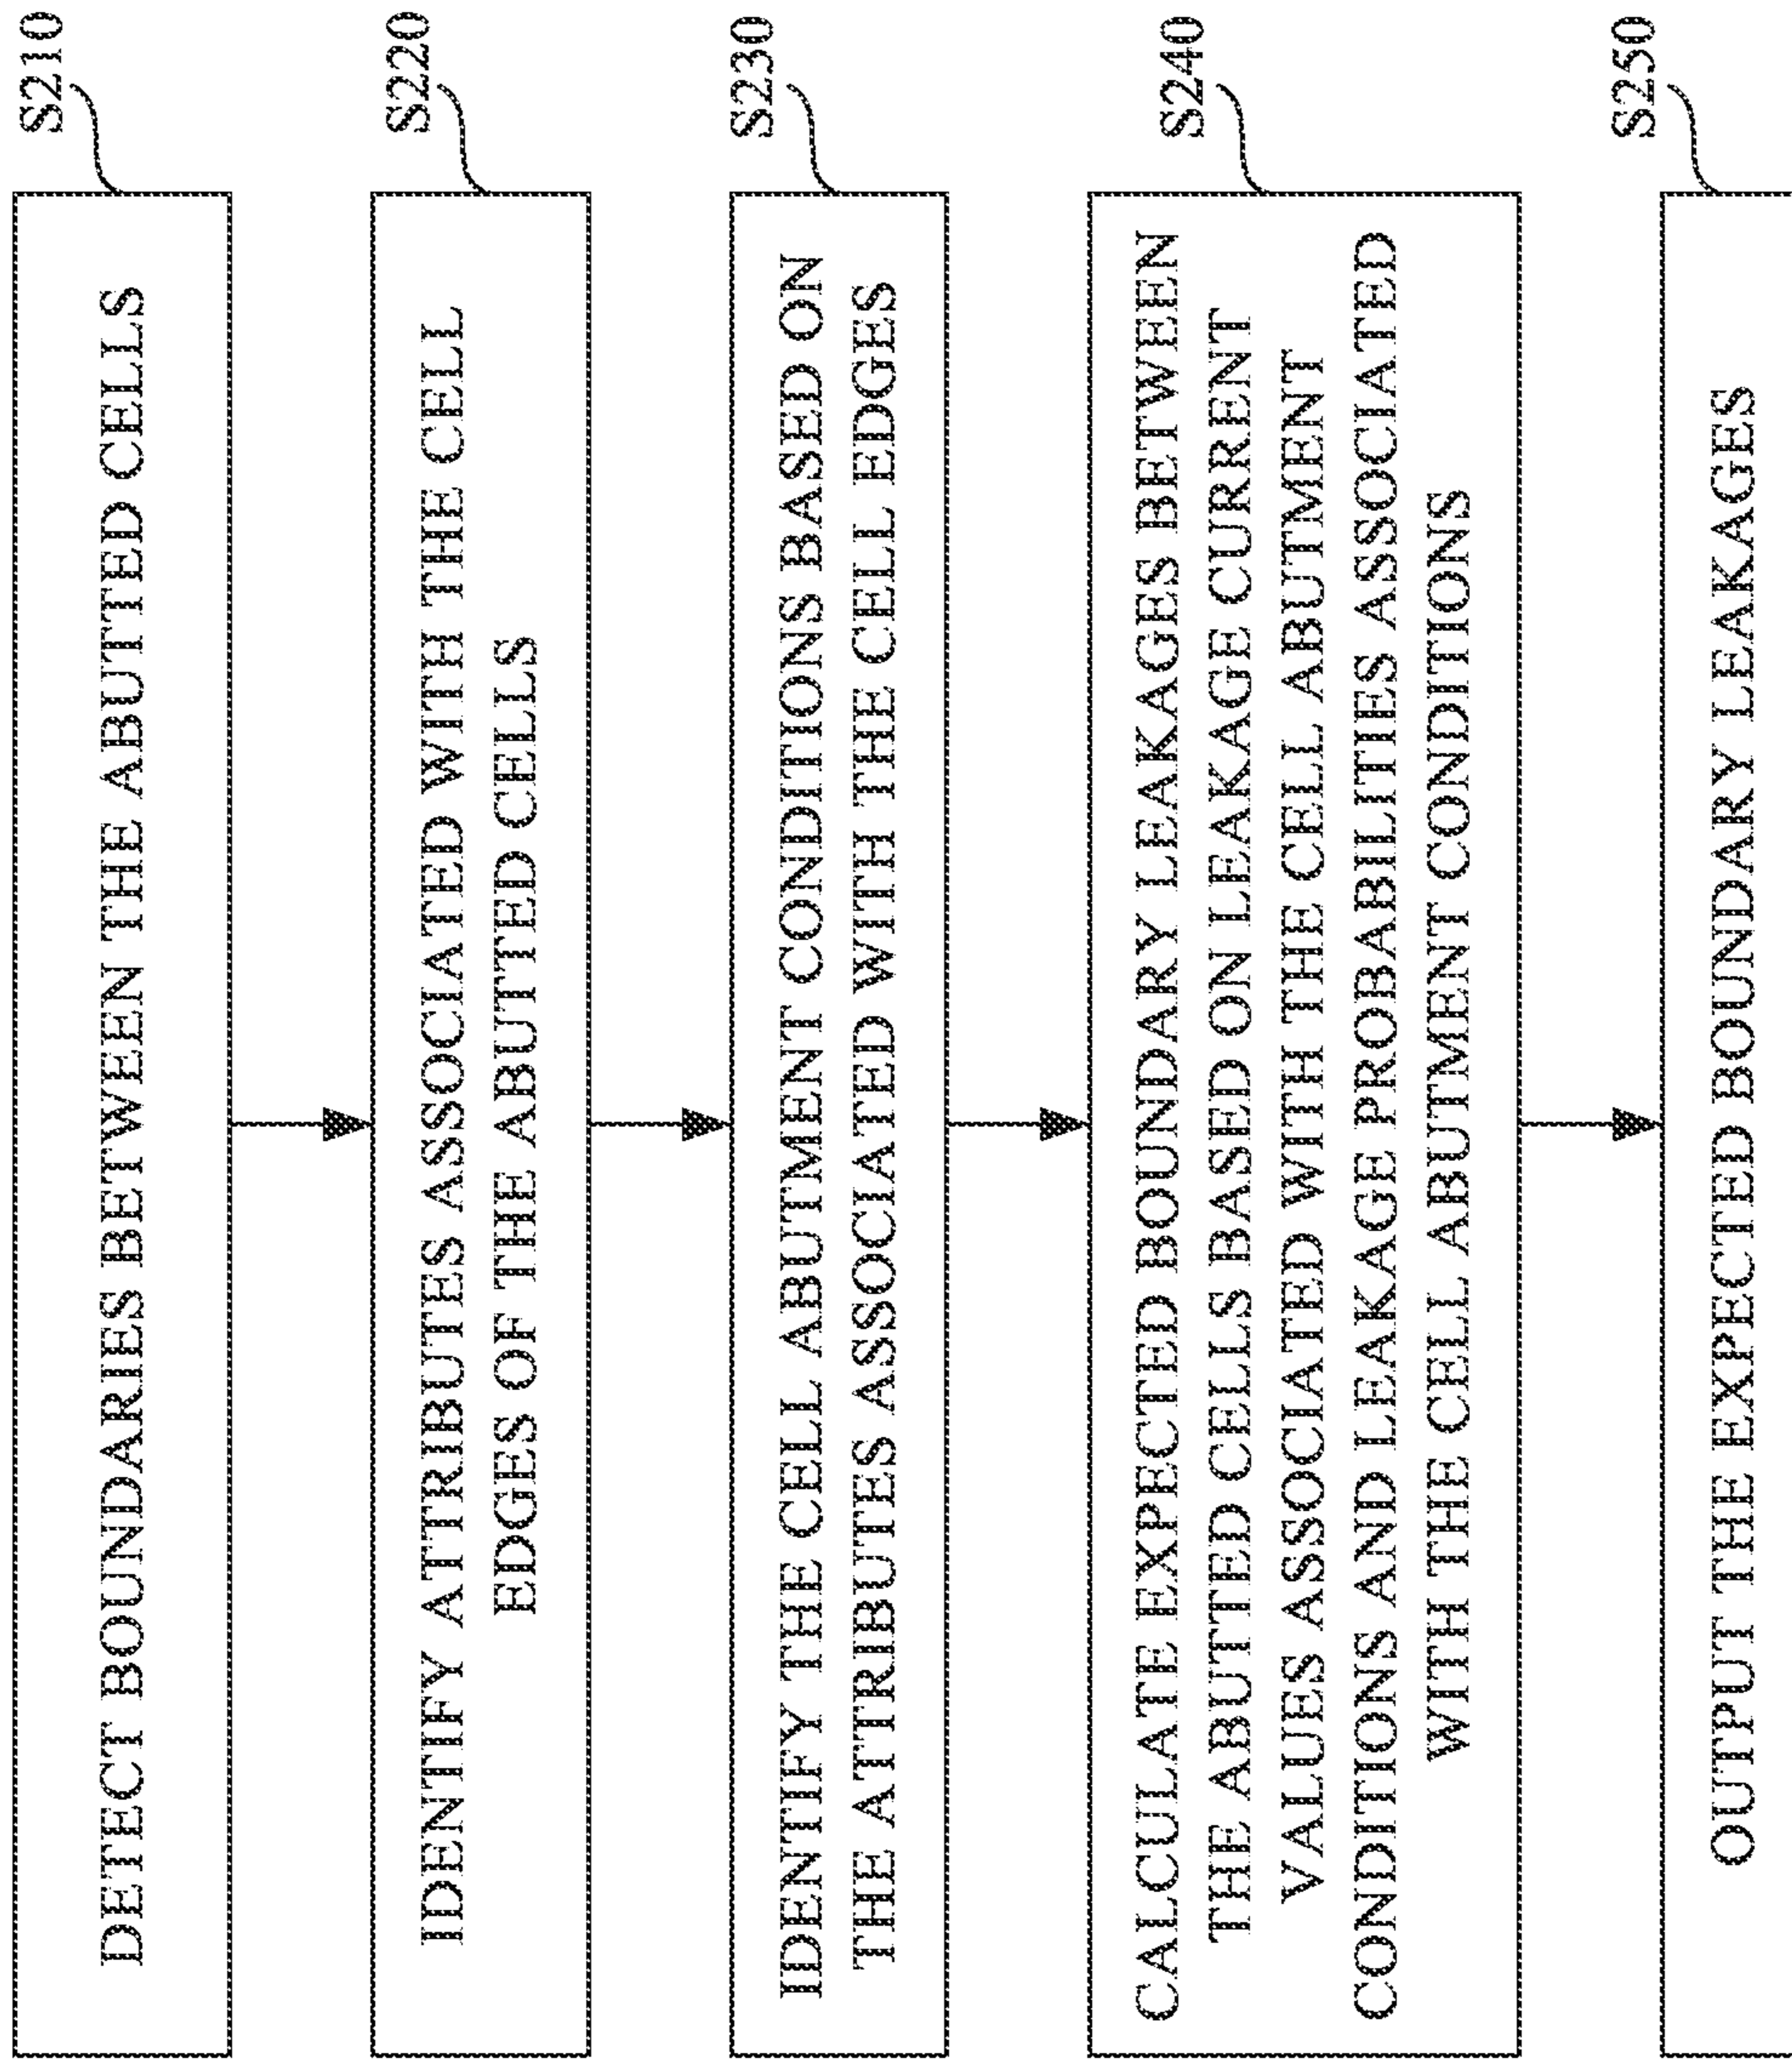 S210
DETECT BOUNDARIES BETWEEN THE ABUTTED CELLS
S220
IDENTIFY ATTRIBUTES ASSOCIATED WITH THE CELL
EDGES OF THE ABUTTED CELLS
S230
IDENTIFY THE CELL ABUTMENT CONDITIONS BASED ON
THE ATTRIBUTES ASSOCIATED WITH THE CELL EDGES
S240
CALCULATE EXPECTED BOUNDARY LEAKAGES BETWEEN
THE ABUTTED CELLS BASED ON LEAKAGE CURRENT
VALUES ASSOCIATED WITH THE CELL ABUTMENT
CONDITIONS AND LEAKAGE PROBABILITIES ASSOCIATED
WITH THE CELL ABUTMENT CONDITIONS
S250
OUTPUT THE EXPECTED BOUNDARY LEAKAGES